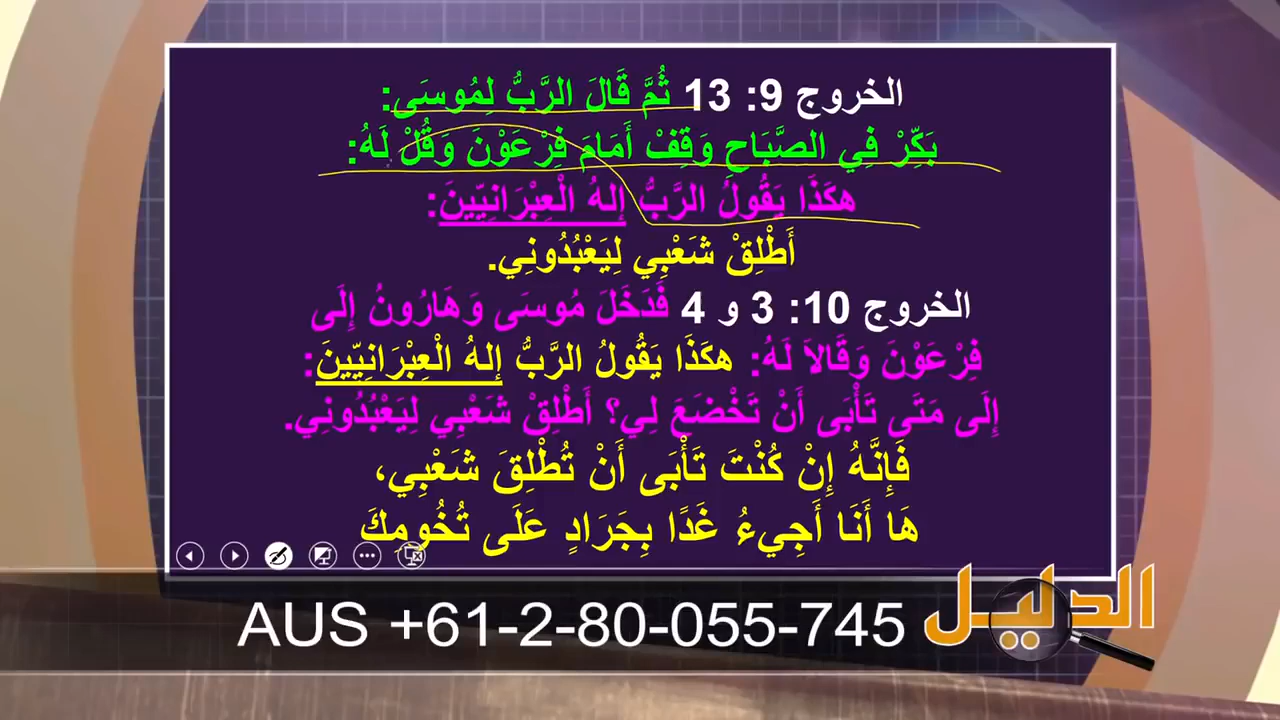 الخروج 9: 13 ثُمَّ قَالَ الرَّبُّ لِمُوسَى:
بَكِّرْ فِي الصَّبَاحِ وَقِفْ أَمَامَ فِرْعَوْنَ وَقُلْ لَهُ:
هكَذَا يَقُولُ الرَّبُّ إِلهُ الْعِبْرَانِيِّينَ:
أَطْلِقْ شَعْبِي لِيَعْبُدُونِي.
الخروج 10: 3 و 4 فَدَخَلَ مُوسَى وَهَارُونُ إِلَى
فِرْعَوْنَ وَقَالاَ لَهُ: هكَذَا يَقُولُ الرَّبُّ إِلهُ الْعِبْرَانِيِّينَ:
إِلَى مَتَى تَأْبَى أَنْ تَخْضَعَ لِي؟ أَطْلِقْ شَعْبِي لِيَعْبُدُونِي.
فَإِنَّهُ إِنْ كُنْتَ تَأْبَى أَنْ تُطْلِقَ شَعْبِي،
هَا أَنَا أَجِيءُ غَدًا بِجَرَادٍ عَلَى تُخُومِكَ
الدليل
AUS +61-2-80-055-745